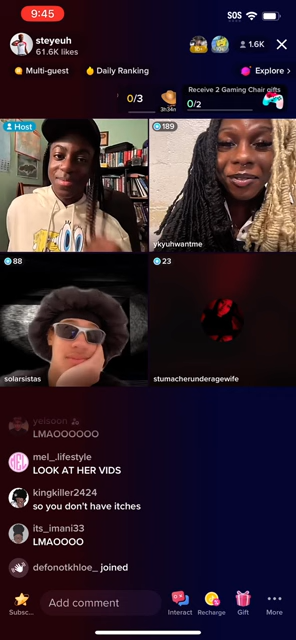 9:45
SOS
steyeuh
61.6K likes
1.6K
Multi-guest
Daily Ranking
Explore >
0/3
3h34m
Receive 2 Gaming Chair gifts
0/2
Host
189
ykyuhwantme
88
solarsistas
23
stumacherunderagewife
yeisoon
LMAOOOOOO
mel_.lifestyle
LOOK AT HER VIDS
kingkiller2424
so you don't have itches
its_imani33
LMAOOOO
defonotkhloe_ joined
Subsc...
Add comment
Interact
Recharge
Gift
More